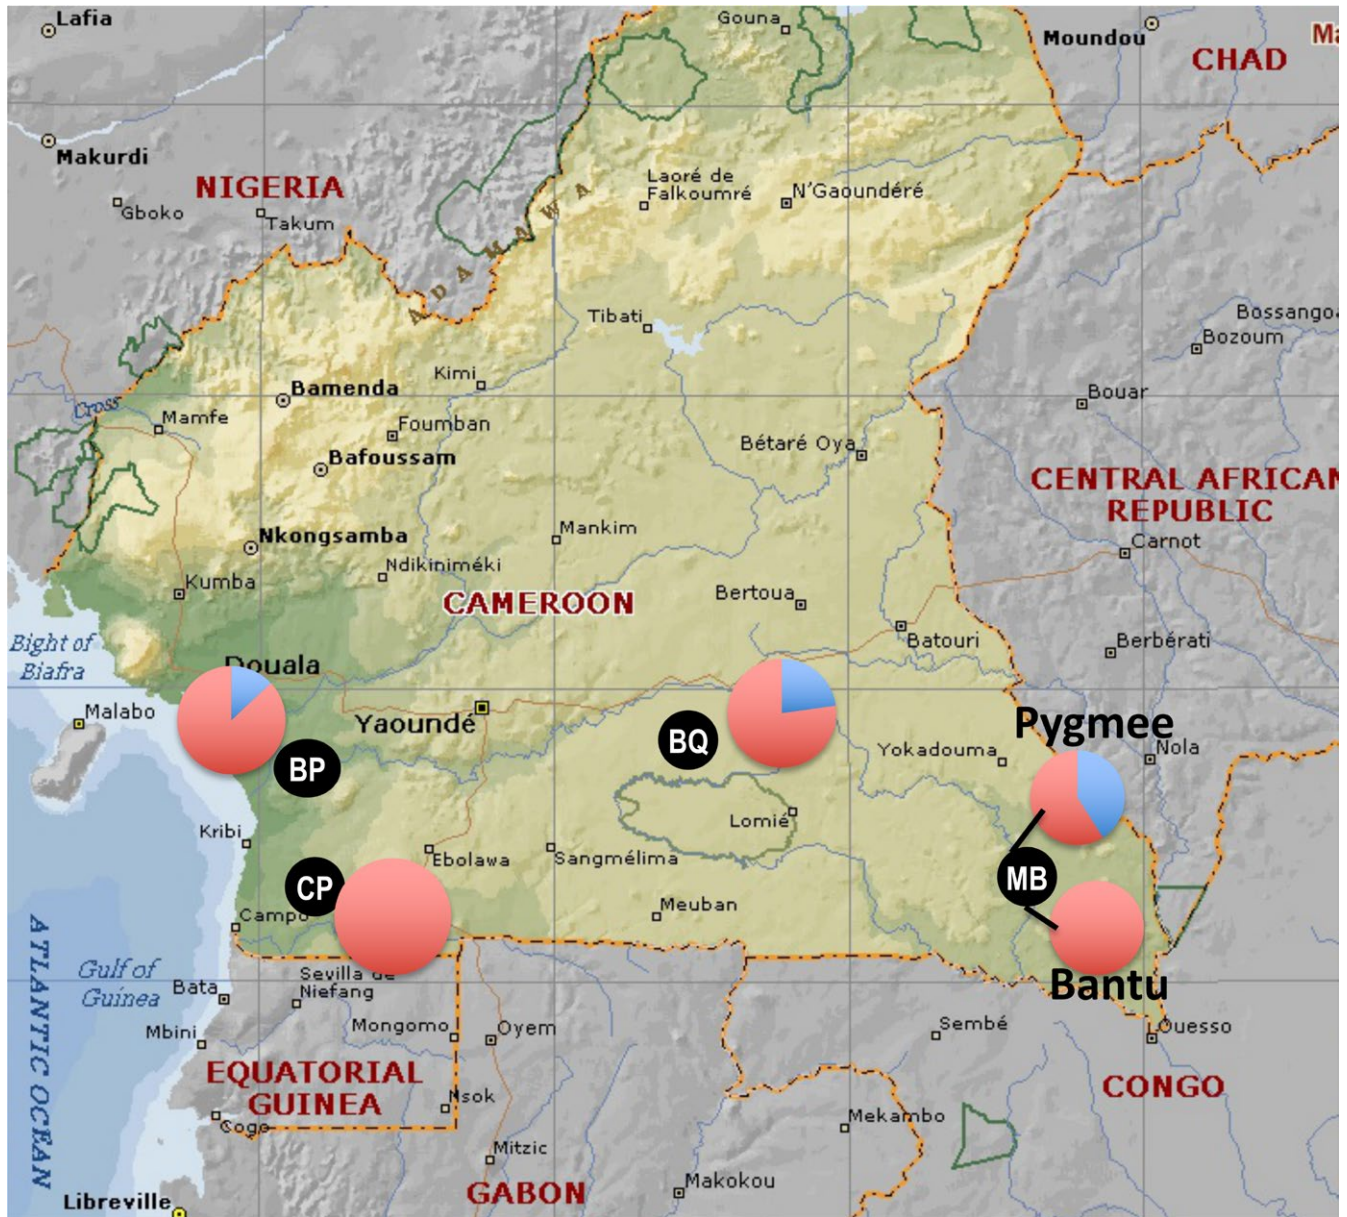 Lafia
Gouna
Moundou
Ma
CHAD
Makurdi
NIGERIA
Laoré de
Falkoumré
N'Gaoundéré
Gboko
Takum
ADAMAWA
Tibati
Bossangoa
Bozoum
Kimi
Bamenda
Bouar
Cross
Mamfe
Foumban
Bétaré Oya
Bafoussam
CENTRAL AFRICAN
REPUBLIC
Nkongsamba
Mankim
Carnot
Ndikiniméki
Kumba
CAMEROON
Bertoua
Batouri
Berbérati
Bight of
Biafra
Douala
Malabo
Yaoundé
Pygmee
BQ
Yokadouma
Nola
BP
Kribi
Lomié
Ebolawa
Sangmélima
MB
CP
Campo
Meuban
ATLANTIC OCEAN
Gulf of
Guinea
Bata
Sevilla de
Niefang
Bantu
Mbini
Mongomo
Oyem
Sembé
Ouesso
EQUATORIAL
GUINEA
Nsok
CONGO
Cogo
Mekambo
Mitzic
Libreville
GABON
Makokou